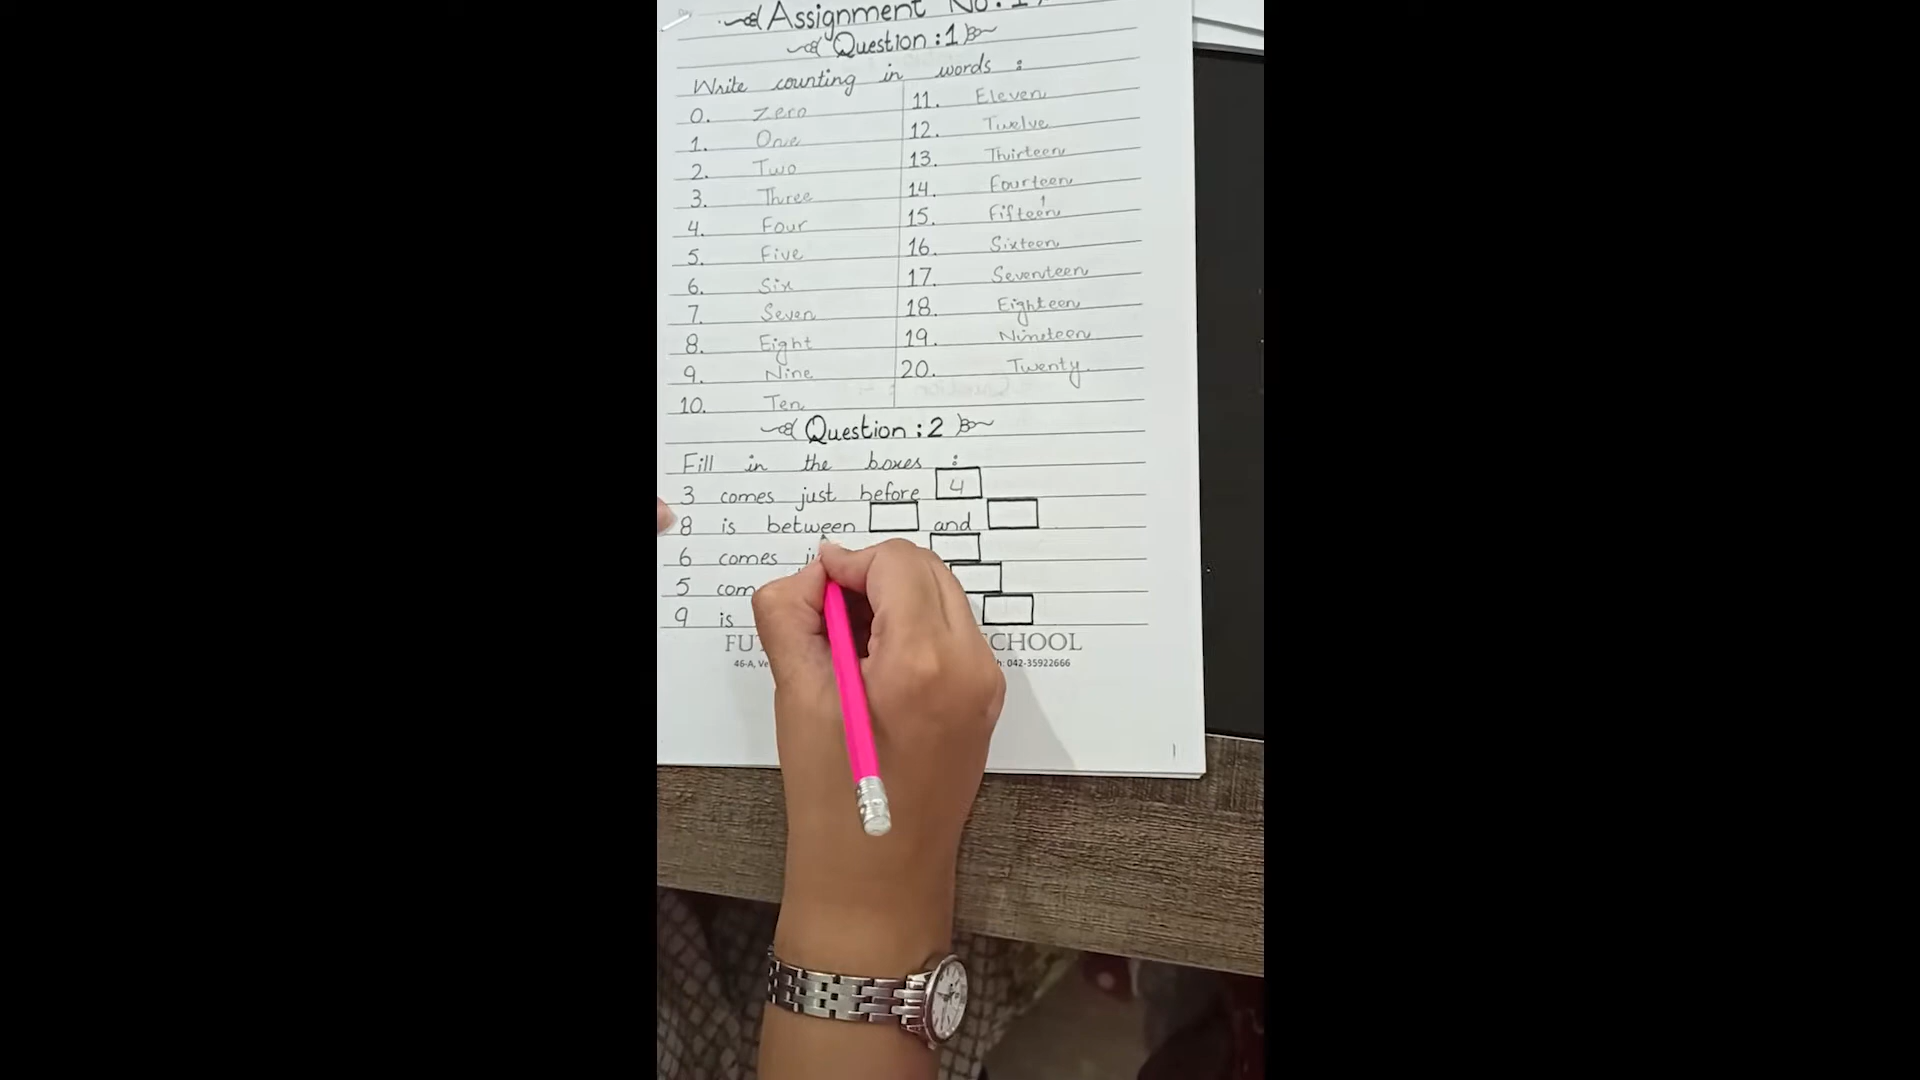 Assignment No.
Question :1
Write counting in words :
0. Zero
1. One
2. Two
3. Three
4. Four
5. Five
6. Six
7. Seven
8. Eight
9. Nine
10. Ten
11. Eleven
12. Twelve
13. Thirteen
14. Fourteen
15. Fifteen
16. Sixteen
17. Seventeen
18. Eighteen
19. Nineteen
20. Twenty
Question :2
Fill in the boxes :
3 comes just before 4
8 is between and
6 comes
5
9 is
SCHOOL
46-A, 042-35922666
1